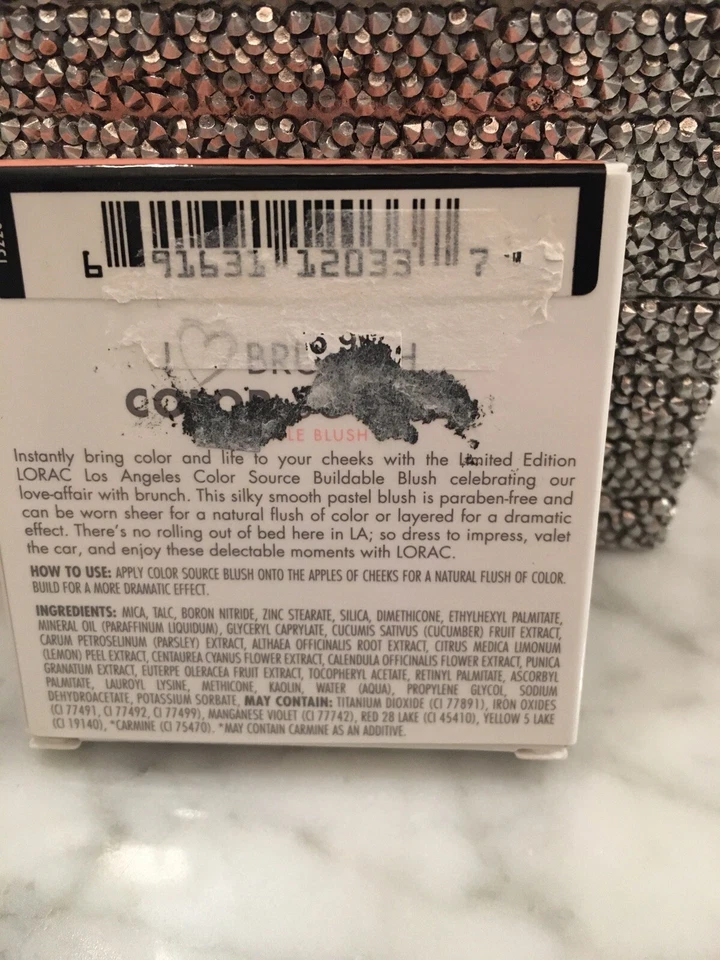 6 91631 12033 7
I BRU H
COLOR
LE BLUSH
Instantly bring color and life to your cheeks with the Limited Edition
LORAC Los Angeles Color Source Buildable Blush celebrating our
love-affair with brunch. This silky smooth pastel blush is paraben-free and
can be worn sheer for a natural flush of color or layered for a dramatic
effect. There's no rolling out of bed here in LA; so dress to impress, valet
the car, and enjoy these delectable moments with LORAC.
HOW TO USE: APPLY COLOR SOURCE BLUSH ONTO THE APPLES OF CHEEKS FOR A NATURAL FLUSH OF COLOR.
BUILD FOR A MORE DRAMATIC EFFECT.
INGREDIENTS: MICA, TALC, BORON NITRIDE, ZINC STEARATE, SILICA, DIMETHICONE, ETHYLHEXYL PALMITATE,
MINERAL OIL (PARAFFINUM LIQUIDUM), GLYCERYL CAPRYLATE, CUCUMIS SATIVUS (CUCUMBER) FRUIT EXTRACT,
CARUM PETROSELINUM (PARSLEY) EXTRACT, ALTHAEA OFFICINALIS ROOT EXTRACT, CITRUS MEDICA LIMONUM
(LEMON) PEEL EXTRACT, CENTAUREA CYANUS FLOWER EXTRACT, CALENDULA OFFICINALIS FLOWER EXTRACT, PUNICA
GRANATUM EXTRACT, EUTERPE OLERACEA FRUIT EXTRACT, TOCOPHERYL ACETATE, RETINYL PALMITATE, ASCORBYL
PALMITATE, LAUROYL LYSINE, METHICONE, KAOLIN, WATER (AQUA), PROPYLENE GLYCOL, SODIUM
DEHYDROACETATE, POTASSIUM SORBATE, MAY CONTAIN: TITANIUM DIOXIDE (CI 77891), IRON OXIDES
(CI 77491, CI 77492, CI 77499), MANGANESE VIOLET (CI 77742), RED 28 LAKE (CI 45410), YELLOW 5 LAKE
(CI 19140), *CARMINE (CI 75470). *MAY CONTAIN CARMINE AS AN ADDITIVE.